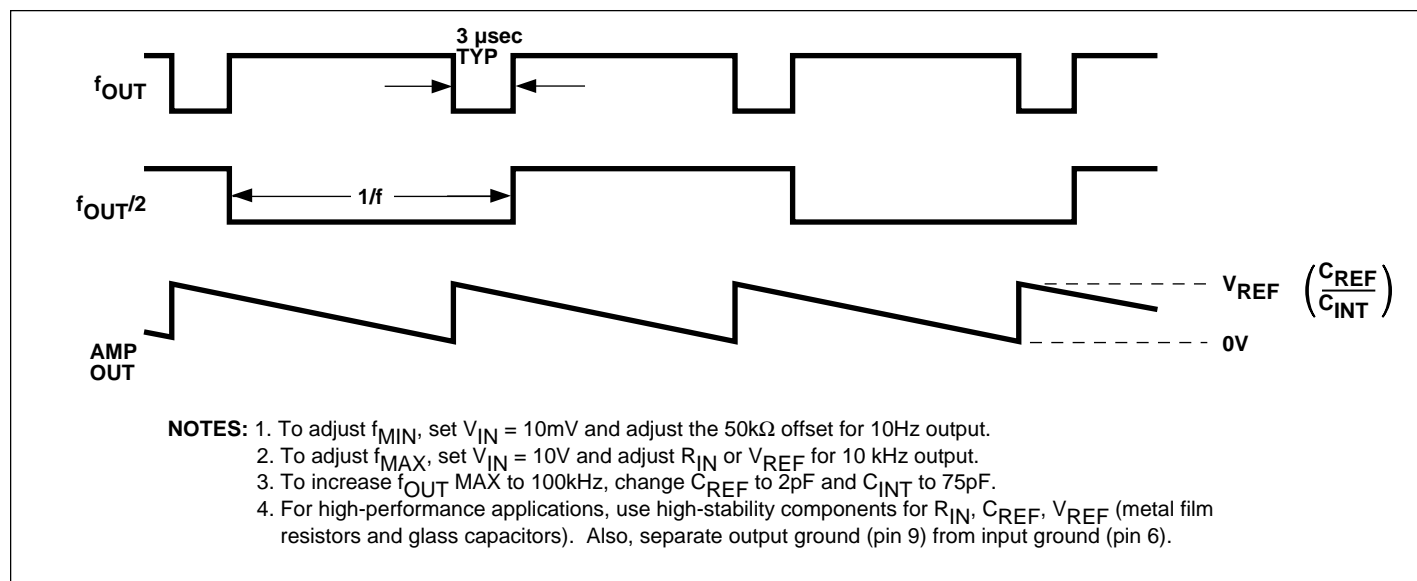 3 µsec
TYP
fOUT
1/f
fOUT/2
VREF (CREF/CINT)
0V
AMP
OUT
NOTES: 1. To adjust fMIN, set VIN = 10mV and adjust the 50kΩ offset for 10Hz output.
2. To adjust fMAX, set VIN = 10V and adjust RIN or VREF for 10 kHz output.
3. To increase fOUT MAX to 100kHz, change CREF to 2pF and CINT to 75pF.
4. For high-performance applications, use high-stability components for RIN, CREF, VREF (metal film
resistors and glass capacitors). Also, separate output ground (pin 9) from input ground (pin 6).